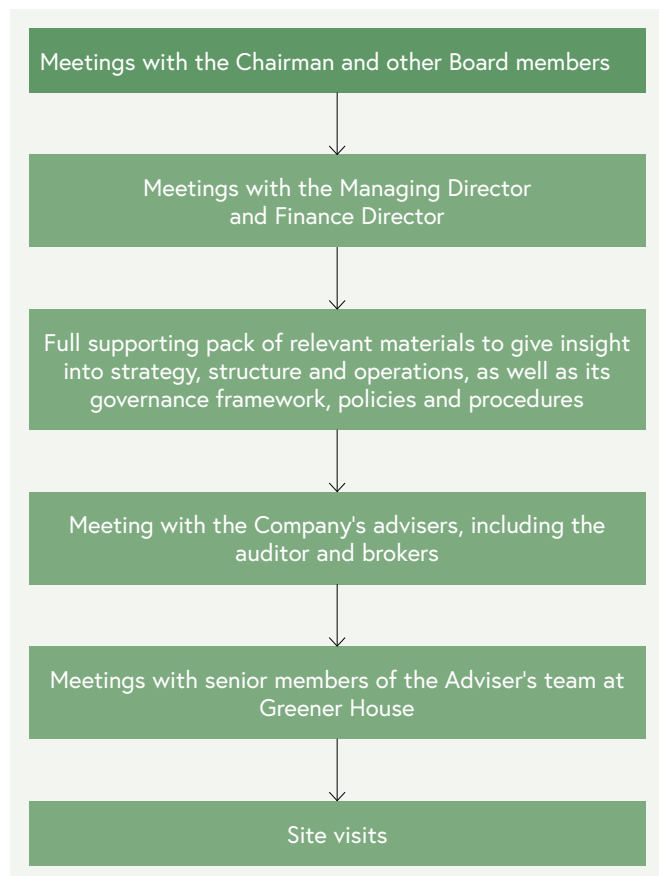 Meetings with the Chairman and other Board members
Meetings with the Managing Director
and Finance Director
Full supporting pack of relevant materials to give insight
into strategy, structure and operations, as well as its
governance framework, policies and procedures
Meeting with the Company's advisers, including the
auditor and brokers
Meetings with senior members of the Adviser's team at
Greener House
Site visits